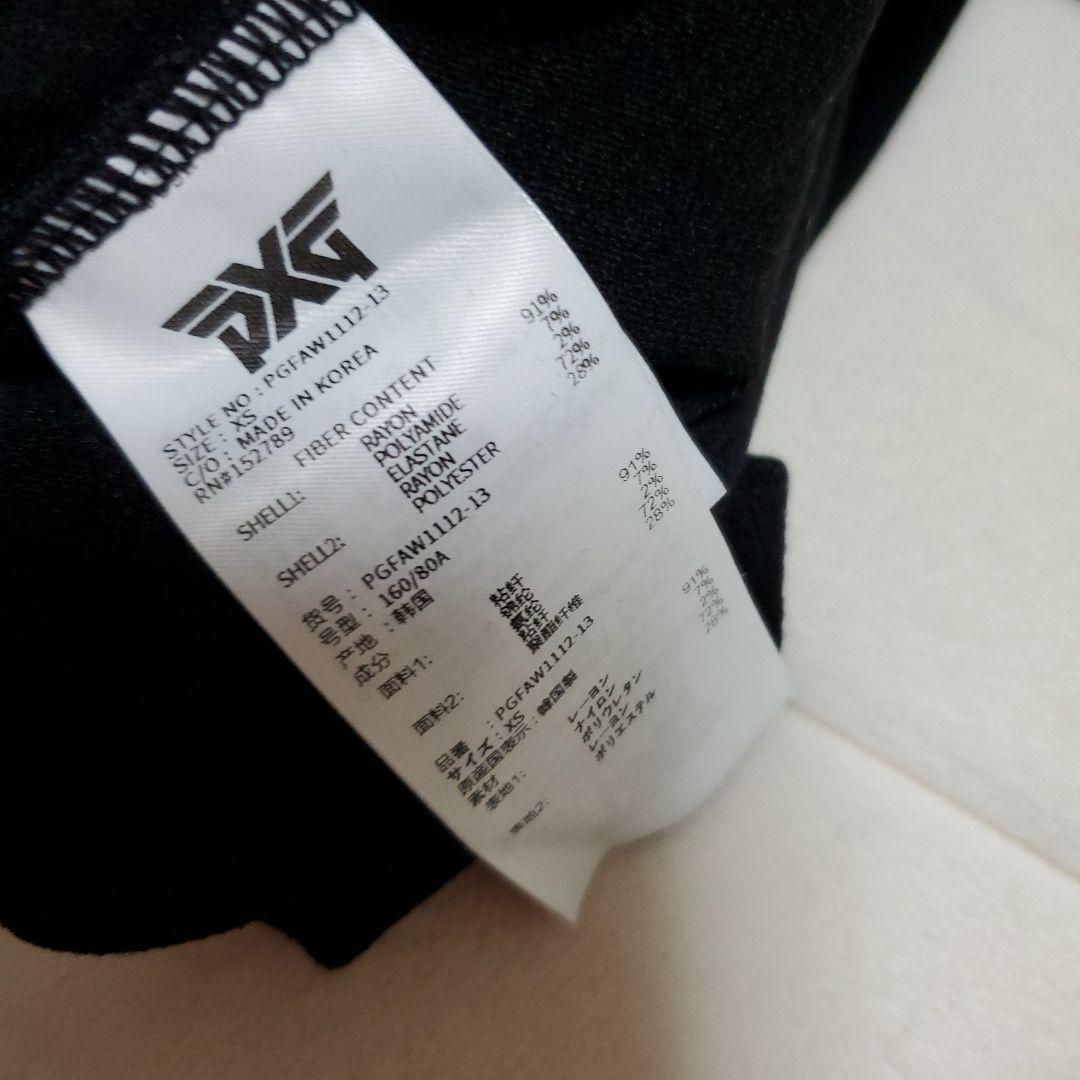 PXG
STYLE NO : PGFAW1112-13
SIZE : XS
C/O : MADE IN KOREA
RN#152789
FIBER CONTENT
SHELL1: RAYON 91%
POLYAMIDE 7%
ELASTANE 2%
SHELL2: RAYON 72%
POLYESTER 28%
货号 : PGFAW1112-13
号型 : 160/80A
产地 : 韩国
成分
面料1: 粘纤 91%
锦纶 7%
氨纶 2%
面料2: 粘纤 72%
聚酯纤维 28%
品番 : PGFAW1112-13
サイズ : XS
原産国表示 : 韓国製
素材
表地1: レーヨン 91%
ナイロン 7%
ポリウレタン 2%
表地2: レーヨン 72%
ポリエステル 28%